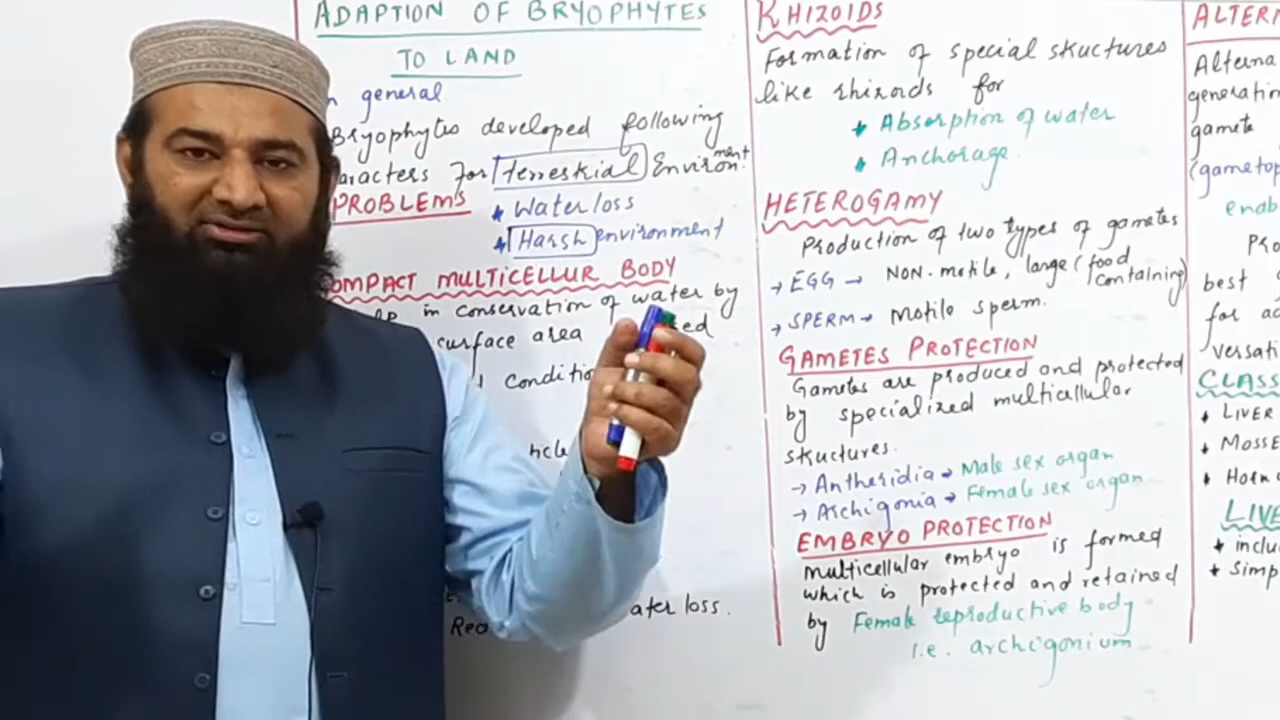 ADAPTION OF BRYOPHYTES
TO LAND
n general
Bryophytes developed following
aracters For terrestrial Environment
PROBLEMS
Water loss
Harsh environment
OMPACT MULTICELLUR BODY
in conservation of water by
surface area
conditio
ater loss.
RHIZOIDS
Formation of special structures
like rhizoids for
Absorption of water
Anchorage.
HETEROGAMY
Production of two types of gametes
→ EGG → NON-motile, large (food containing)
→ SPERM → Motile sperm.
GAMETES PROTECTION
Gametes are produced and protected
by specialized multicellular
structures.
→ Antheridia → Male sex organ
→ Archigonia → Female sex organ
EMBRYO PROTECTION
multicellular embryo is formed
which is protected and retained
by Female reproductive body
i.e. archigonium
ALTER
Alterna
generation
gamete
(gametop
enab
Pro
best
for ad
versati
CLASS
LIVER
MOSSE
HORN
LIVE
inclu
Simp